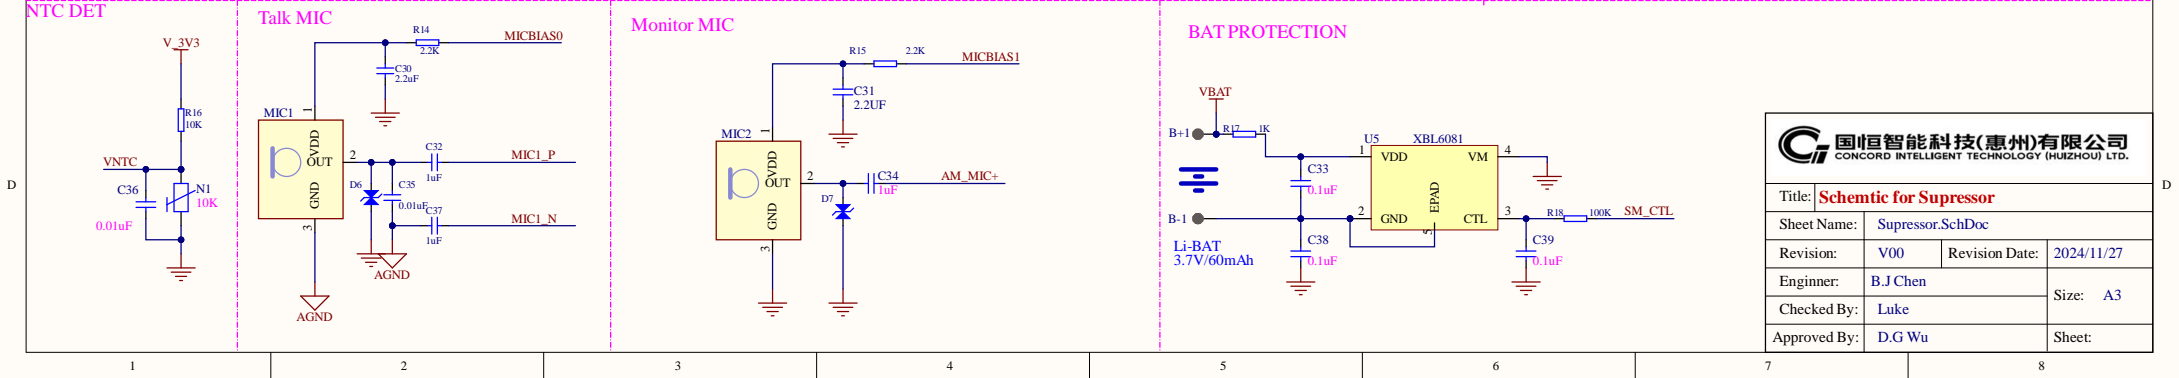 NTC DET
V_3V3
R16
10K
VNTC
C36
0.01uF
N1
10K
Talk MIC
R14
2.2K
MICBIAS0
C30
2.2uF
MIC1
1
VDD
OUT
GND
2
3
D6
C35
0.01uF
C32
1uF
MIC1_P
C37
1uF
MIC1_N
AGND
AGND
Monitor MIC
R15
2.2K
MICBIAS1
C31
2.2UF
MIC2
1
VDD
OUT
GND
2
3
D7
C34
1uF
AM_MIC+
BAT PROTECTION
VBAT
B+1
R17
1K
B-1
Li-BAT
3.7V/60mAh
C33
0.1uF
C38
0.1uF
U5
XBL6081
1
VDD
VM
4
2
GND
EPAD
CTL
3
5
R18
100K
SM_CTL
C39
0.1uF
国恒智能科技(惠州)有限公司
CONCORD INTELLIGENT TECHNOLOGY (HUIZHOU) LTD.
Title: Schemtic for Supressor
Sheet Name: Supressor.SchDoc
Revision: V00 Revision Date: 2024/11/27
Enginner: B.J Chen
Size: A3
Checked By: Luke
Approved By: D.G Wu
Sheet:
D
D
1 2 3 4 5 6 7 8